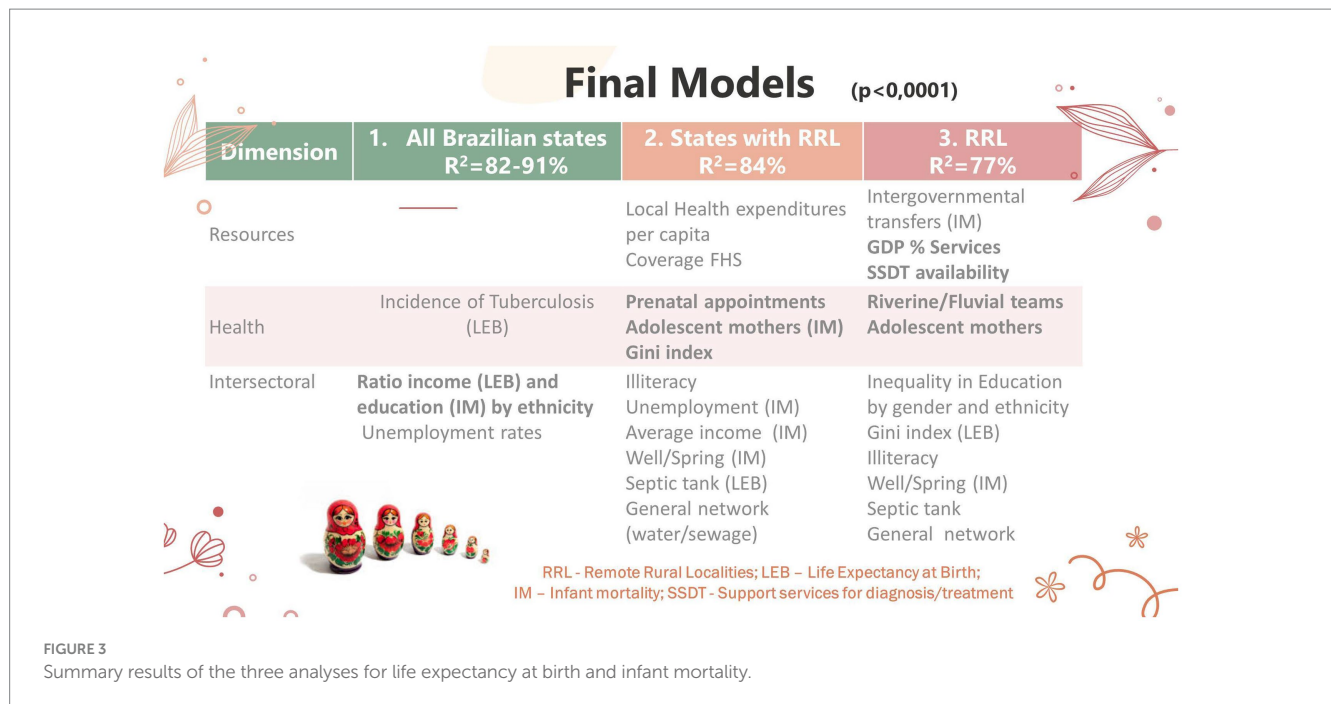 Final Models (p<0,0001)
Dimension
1. All Brazilian states
R²=82-91%
2. States with RRL
R²=84%
3. RRL
R²=77%
Resources
Local Health expenditures
per capita
Coverage FHS
Intergovernmental
transfers (IM)
GDP % Services
SSDT availability
Health
Incidence of Tuberculosis
(LEB)
Prenatal appointments
Adolescent mothers (IM)
Gini index
Riverine/Fluvial teams
Adolescent mothers
Intersectoral
Ratio income (LEB) and
education (IM) by ethnicity
Unemployment rates
Illiteracy
Unemployment (IM)
Average income (IM)
Well/Spring (IM)
Septic tank (LEB)
General network
(water/sewage)
Inequality in Education
by gender and ethnicity
Gini index (LEB)
Illiteracy
Well/Spring (IM)
Septic tank
General network
RRL - Remote Rural Localities; LEB – Life Expectancy at Birth;
IM – Infant mortality; SSDT - Support services for diagnosis/treatment
FIGURE 3
Summary results of the three analyses for life expectancy at birth and infant mortality.